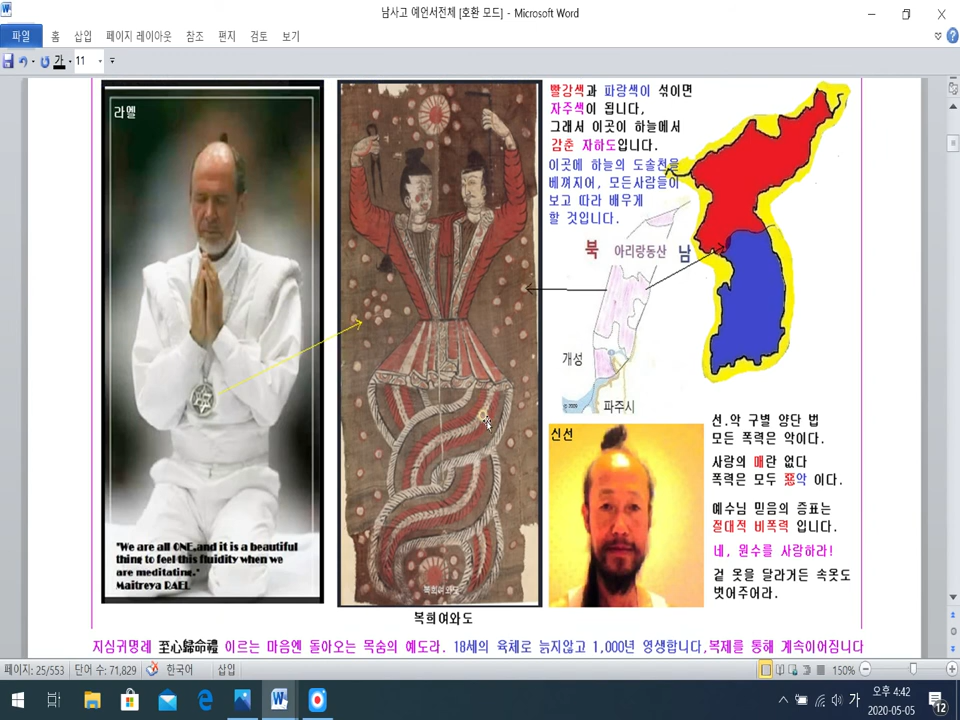 남사고 예언서전체 [호환 모드] - Microsoft Word
파일 홈 삽입 페이지 레이아웃 참조 편지 검토 보기
가 11
라엘
"We are all ONE,and it is a beautiful
thing to feel this fluidity when we
are meditating."
Maitreya RAEL
복희여와도
복희여와도
빨강색과 파랑색이 섞이면
자주색이 됩니다,
그래서 이곳이 하늘에서
감춘 자하도입니다.
이곳에 하늘의 도솔천을
베껴지어, 모든사람들이
보고 따라 배우게
할 것입니다.
북 아리랑동산 남
개성
© 2009
파주시
신선
선.악 구별 양단 법
모든 폭력은 악이다.
사랑의 매란 없다
폭력은 모두 惡악 이다.
예수님 믿음의 증표는
절대적 비폭력 입니다.
네, 원수를 사랑하라!
겉 옷을 달라거든 속옷도
벗어주어라.
지심귀명례 至心歸命禮 이르는 마음엔 돌아오는 목숨의 예도라. 18세의 육체로 늙지않고 1,000년 영생합니다,복제를 통해 계속이어집니다
페이지: 25/553 단어 수: 71,829 한국어 삽입 150%
가 오후 4:42
2020-05-05
12